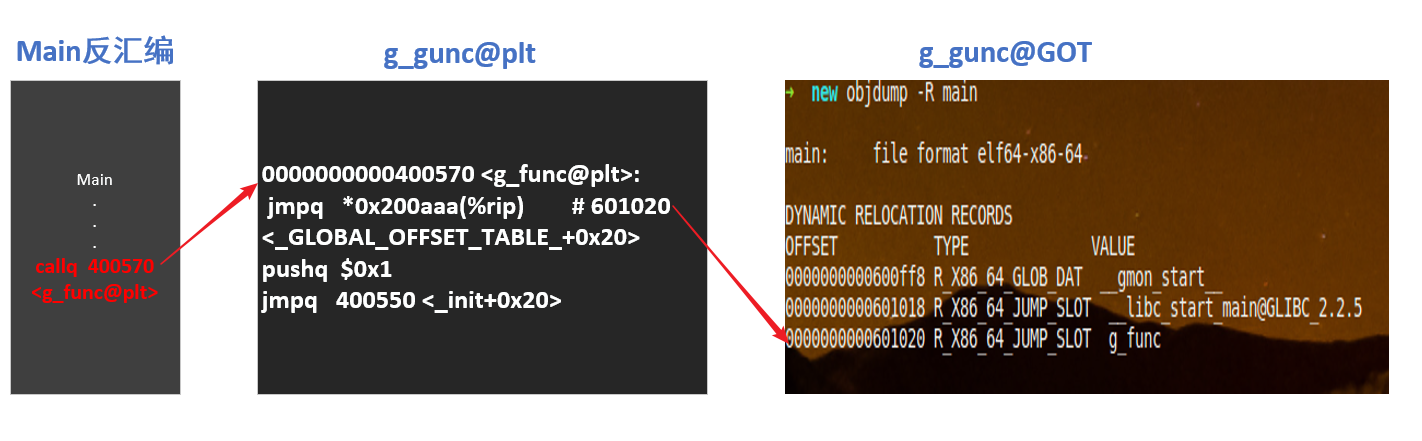 Main反汇编
Main
.
.
.
callq 400570
<g_func@plt>
g_gunc@plt
0000000000400570 <g_func@plt>:
jmpq *0x200aaa(%rip) # 601020
<_GLOBAL_OFFSET_TABLE_+0x20>
pushq $0x1
jmpq 400550 <_init+0x20>
g_gunc@GOT
➜ new objdump -R main
main: file format elf64-x86-64
DYNAMIC RELOCATION RECORDS
OFFSET TYPE VALUE
0000000000600ff8 R_X86_64_GLOB_DAT __gmon_start__
0000000000601018 R_X86_64_JUMP_SLOT __libc_start_main@GLIBC_2.2.5
0000000000601020 R_X86_64_JUMP_SLOT g_func